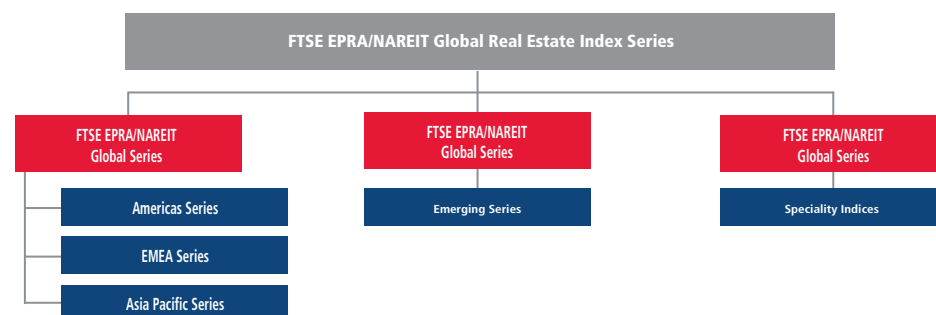 FTSE EPRA/NAREIT Global Real Estate Index Series
FTSE EPRA/NAREIT
Global Series
Americas Series
EMEA Series
Asia Pacific Series
FTSE EPRA/NAREIT
Global Series
Emerging Series
FTSE EPRA/NAREIT
Global Series
Speciality Indices